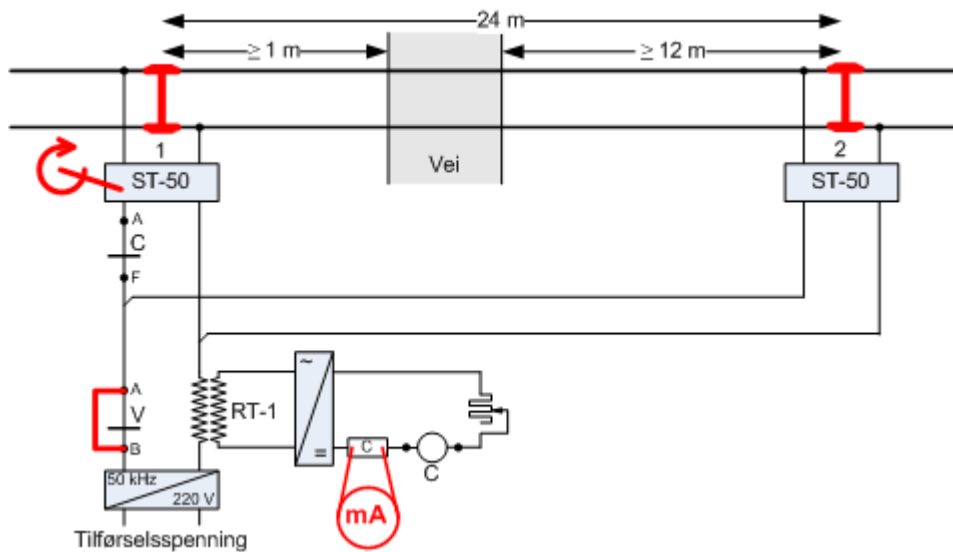 24 m
≥ 1 m
≥ 12 m
1
Vei
2
ST-50
ST-50
A
C
F
A
V
B
RT-1
~
=
C
C
mA
50 kHz
220 V
Tilførselsspenning